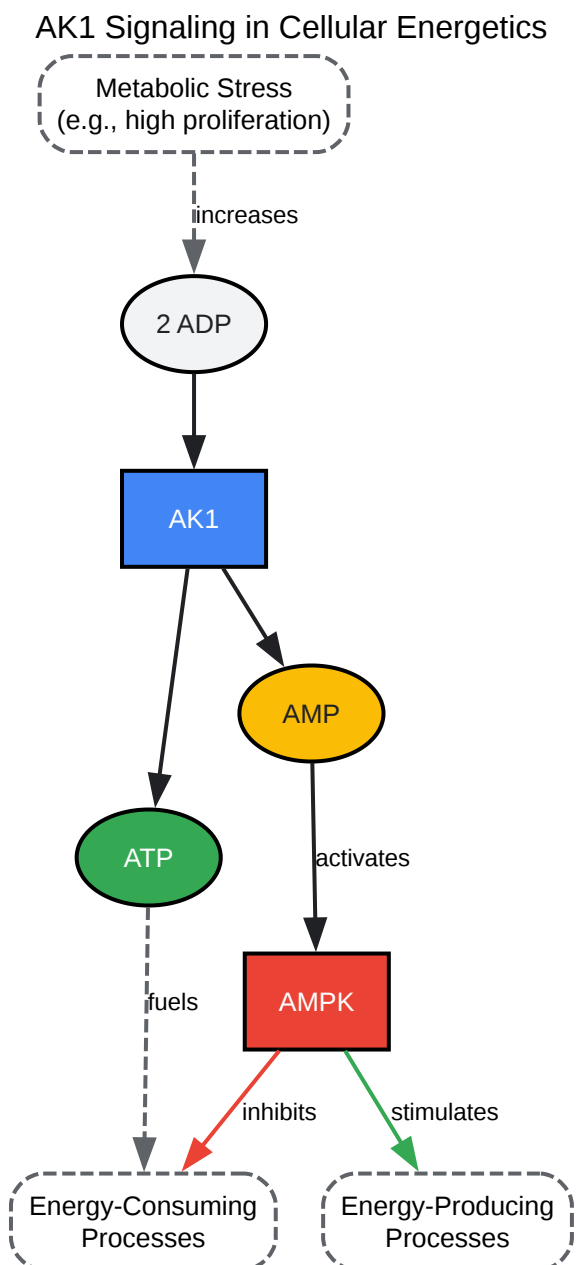 AK1 Signaling in Cellular Energetics
Metabolic Stress
(e.g., high proliferation)
increases
2 ADP
AK1
AMP
ATP
activates
AMPK
fuels
inhibits
stimulates
Energy-Consuming
Processes
Energy-Producing
Processes